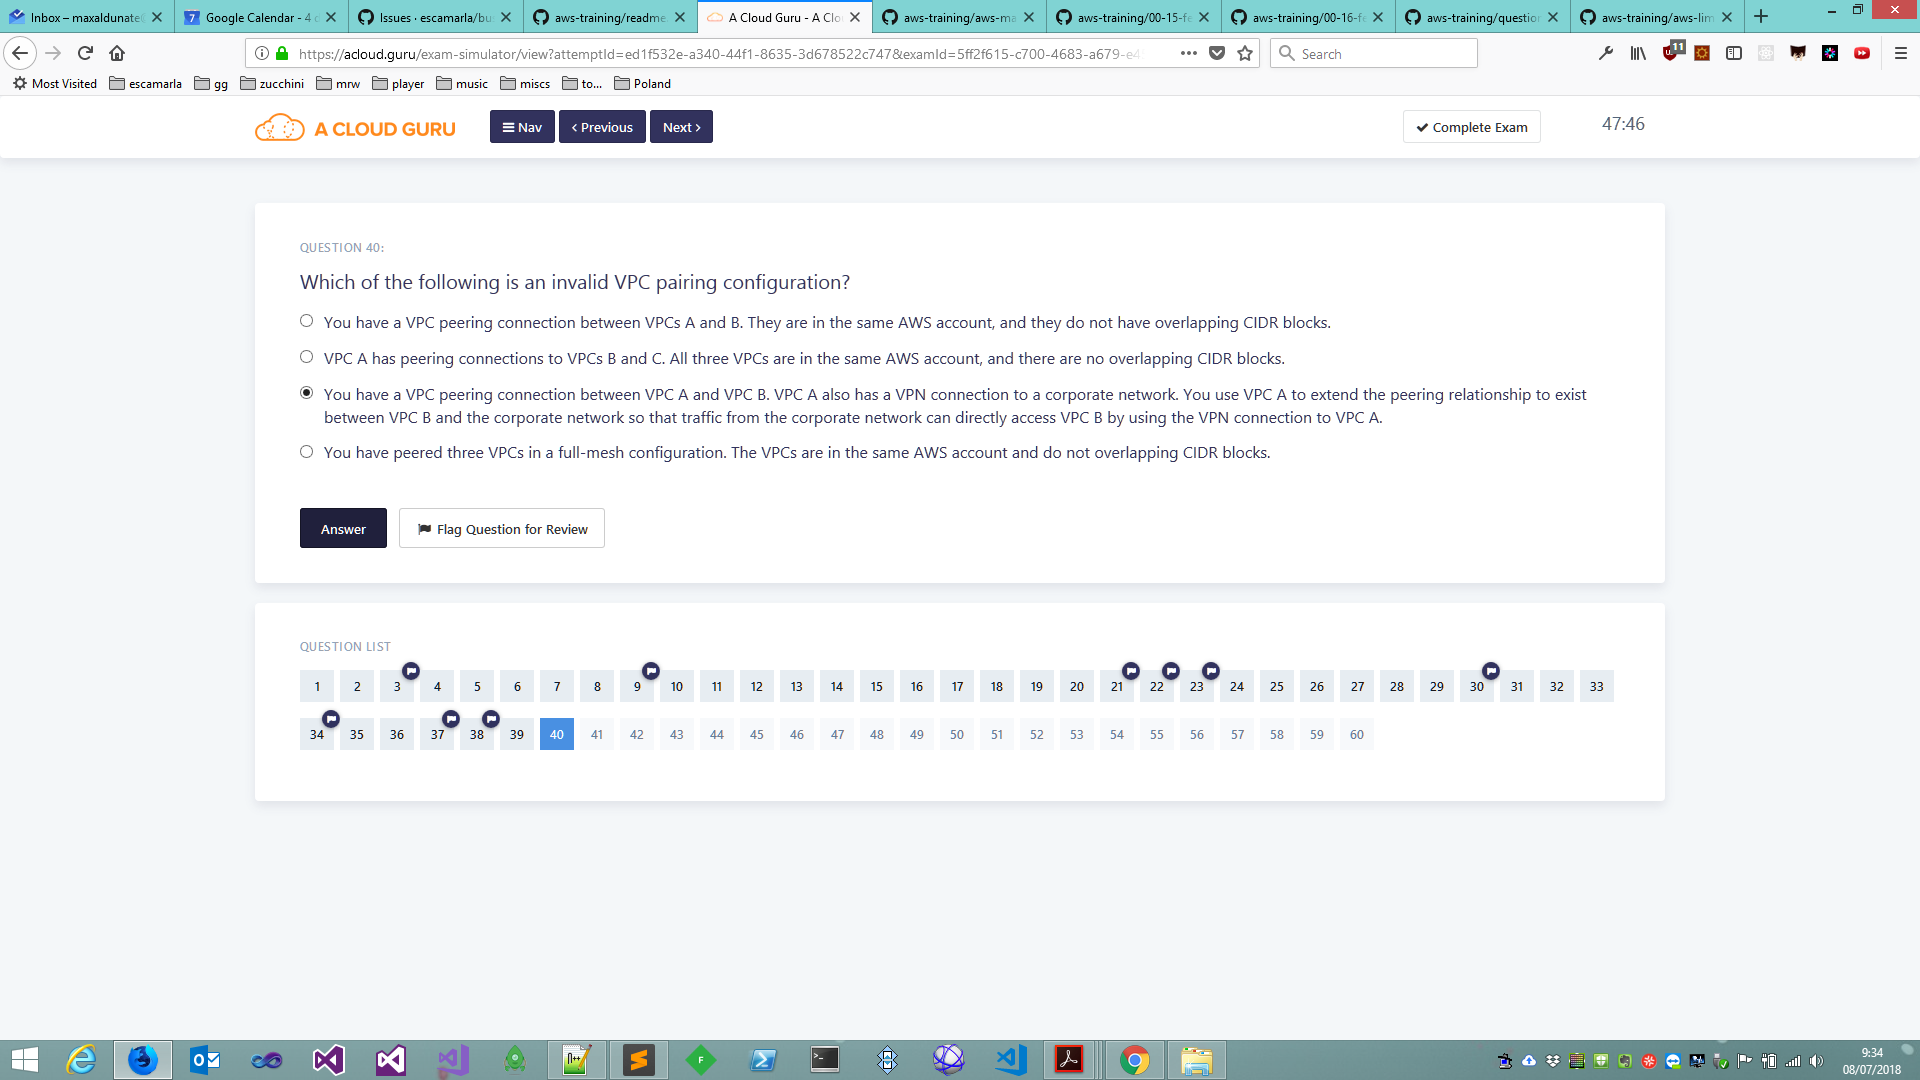 Inbox – maxaldunate
Google Calendar - 4
Issues · escamarla/bu
aws-training/readme
A Cloud Guru - A Clo
aws-training/aws-ma
aws-training/00-15-fe
aws-training/00-16-fe
aws-training/question
aws-training/aws-lim
https://acloud.guru/exam-simulator/view?attemptId=ed1f532e-a340-44f1-8635-3d678522c747&examId=5ff2f615-c700-4683-a679-e4
Search
11
Most Visited escamarla gg zucchini mrw player music miscs to... Poland
A CLOUD GURU
Nav
Previous
Next
Complete Exam
47:46
QUESTION 40:
Which of the following is an invalid VPC pairing configuration?
You have a VPC peering connection between VPCs A and B. They are in the same AWS account, and they do not have overlapping CIDR blocks.
VPC A has peering connections to VPCs B and C. All three VPCs are in the same AWS account, and there are no overlapping CIDR blocks.
You have a VPC peering connection between VPC A and VPC B. VPC A also has a VPN connection to a corporate network. You use VPC A to extend the peering relationship to exist
between VPC B and the corporate network so that traffic from the corporate network can directly access VPC B by using the VPN connection to VPC A.
You have peered three VPCs in a full-mesh configuration. The VPCs are in the same AWS account and do not overlapping CIDR blocks.
Answer
Flag Question for Review
QUESTION LIST
1 2 3 4 5 6 7 8 9 10 11 12 13 14 15 16 17 18 19 20 21 22 23 24 25 26 27 28 29 30 31 32 33
34 35 36 37 38 39 40 41 42 43 44 45 46 47 48 49 50 51 52 53 54 55 56 57 58 59 60
9:34
08/07/2018